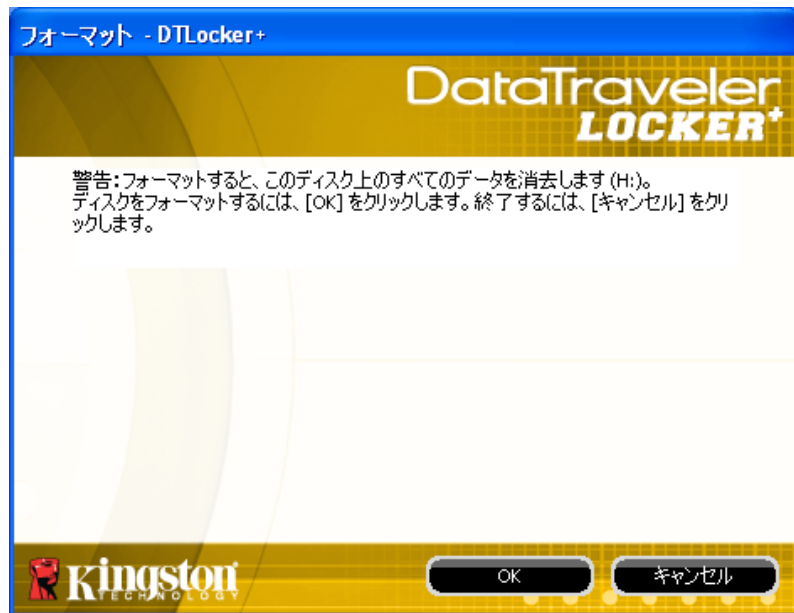 フォーマット - DTLocker+
DataTraveler
LOCKER+
警告:フォーマットすると、このディスク上のすべてのデータを消去します (H:)。
ディスクをフォーマットするには、[OK] をクリックします。終了するには、[キャンセル] をクリ
ックします。
Kingston
TECHNOLOGY
OK
キャンセル